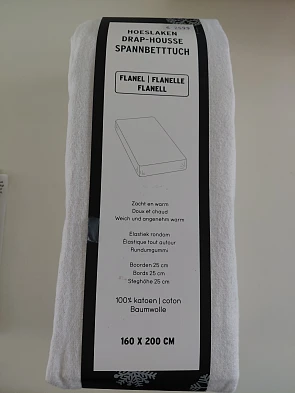 HOESLAKEN
DRAP-HOUSSE
SPANNBETTTUCH
FLANEL | FLANELLE
FLANELL
Zacht en warm
Doux et chaud
Weich und angenehm warm
Elastiek rondom
Élastique tout autour
Rundumgummi
Boorden 25 cm
Bords 25 cm
Steghöhe 25 cm
100% katoen | coton
Baumwolle
160 X 200 CM